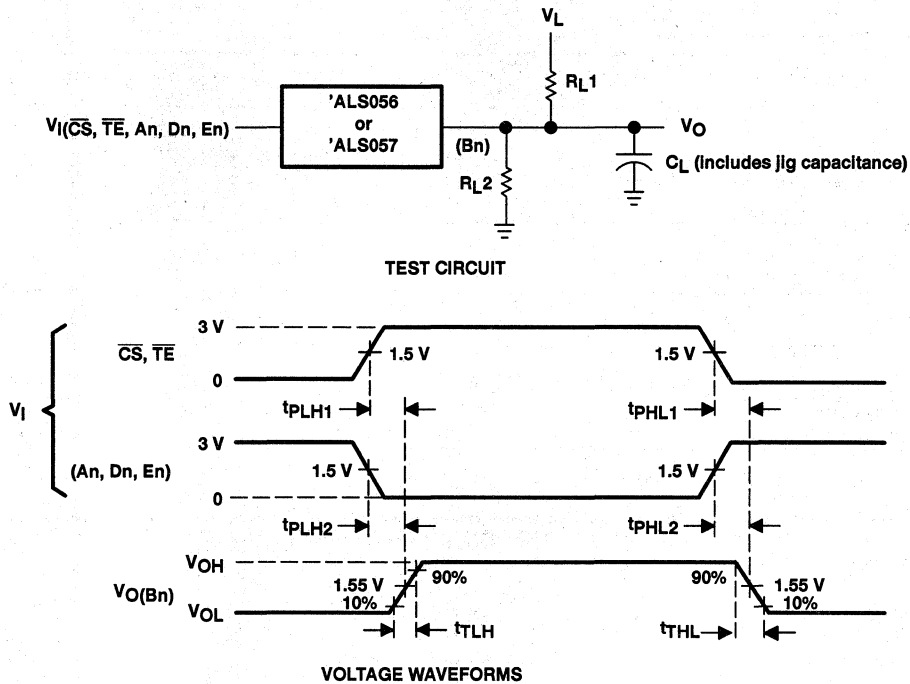 VL
RL1
'ALS056
or
'ALS057
VI(CS, TE, An, Dn, En)
(Bn)
VO
CL (includes jig capacitance)
RL2
TEST CIRCUIT
3 V
CS, TE
1.5 V
1.5 V
0
tPLH1
tPHL1
VI
3 V
(An, Dn, En)
1.5 V
1.5 V
0
tPLH2
tPHL2
VOH
90%
90%
VO(Bn)
1.55 V
1.55 V
10%
10%
VOL
tTLH
tTHL
VOLTAGE WAVEFORMS